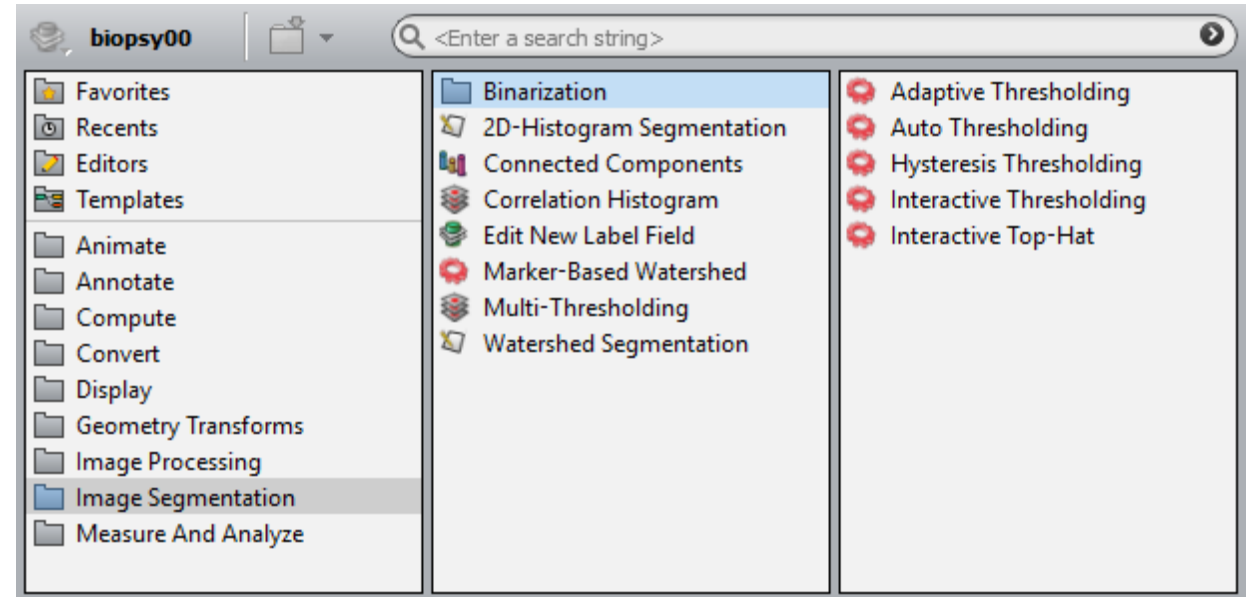 biopsy00
<Enter a search string>
Favorites
Recents
Editors
Templates
Animate
Annotate
Compute
Convert
Display
Geometry Transforms
Image Processing
Image Segmentation
Measure And Analyze
Binarization
2D-Histogram Segmentation
Connected Components
Correlation Histogram
Edit New Label Field
Marker-Based Watershed
Multi-Thresholding
Watershed Segmentation
Adaptive Thresholding
Auto Thresholding
Hysteresis Thresholding
Interactive Thresholding
Interactive Top-Hat